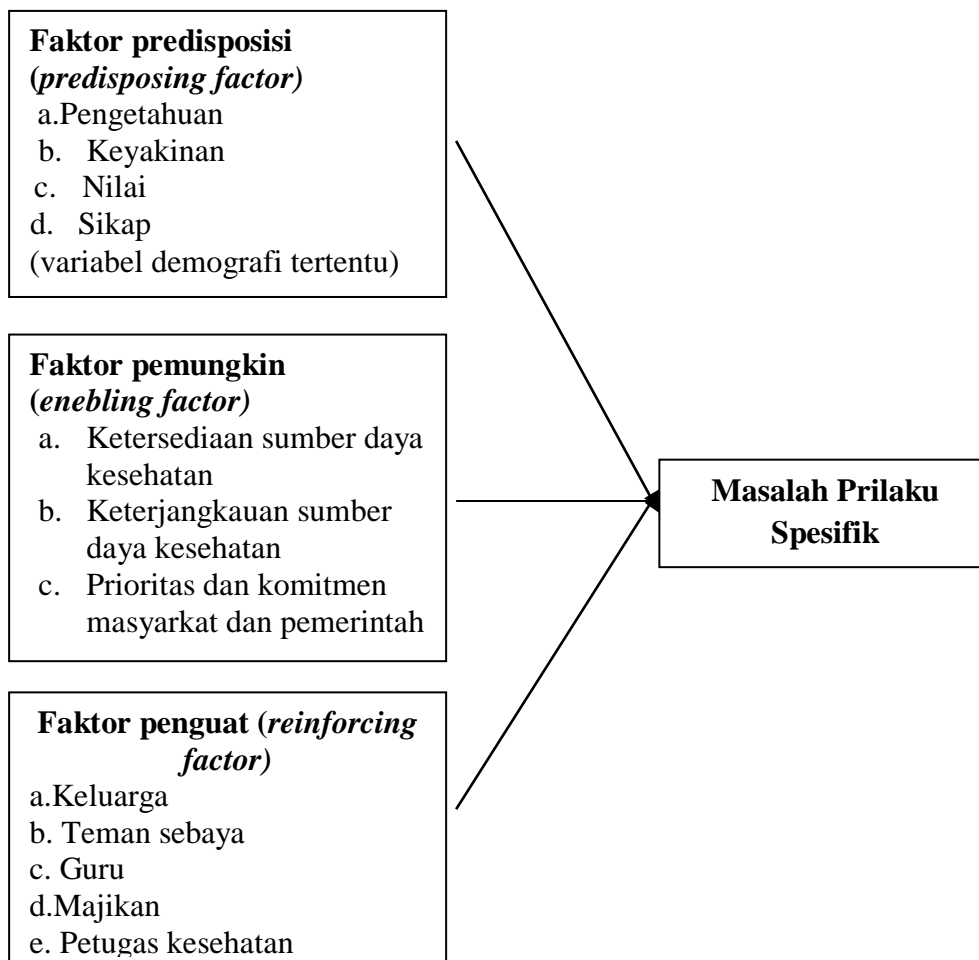 Faktor predisposisi
(predisposing factor)
a.Pengetahuan
b. Keyakinan
c. Nilai
d. Sikap
(variabel demografi tertentu)
Faktor pemungkin
(enebling factor)
a. Ketersediaan sumber daya
kesehatan
b. Keterjangkauan sumber
daya kesehatan
c. Prioritas dan komitmen
masyarkat dan pemerintah
Faktor penguat (reinforcing
factor)
a.Keluarga
b. Teman sebaya
c. Guru
d.Majikan
e. Petugas kesehatan
Masalah Prilaku
Spesifik